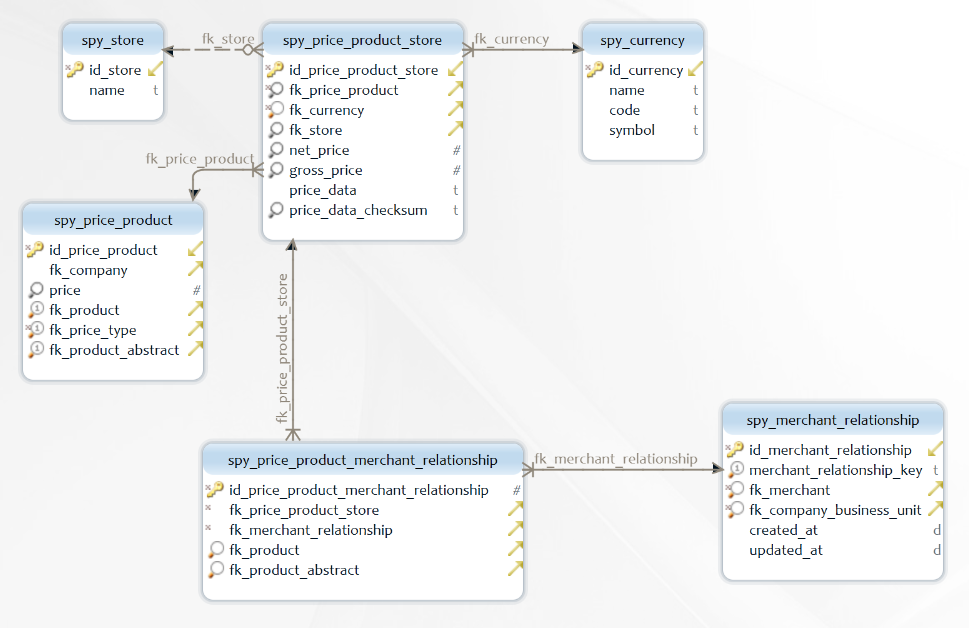 spy_store
id_store
name t
fk_store
spy_price_product_store
id_price_product_store
fk_price_product
fk_currency
fk_store
net_price #
gross_price #
price_data t
price_data_checksum t
fk_currency
spy_currency
id_currency
name t
code t
symbol t
fk_price_product
spy_price_product
id_price_product
fk_company
price #
fk_product
fk_price_type
fk_product_abstract
fk_price_product_store
spy_price_product_merchant_relationship
id_price_product_merchant_relationship #
fk_price_product_store
fk_merchant_relationship
fk_product
fk_product_abstract
fk_merchant_relationship
spy_merchant_relationship
id_merchant_relationship
merchant_relationship_key t
fk_merchant
fk_company_business_unit
created_at d
updated_at d